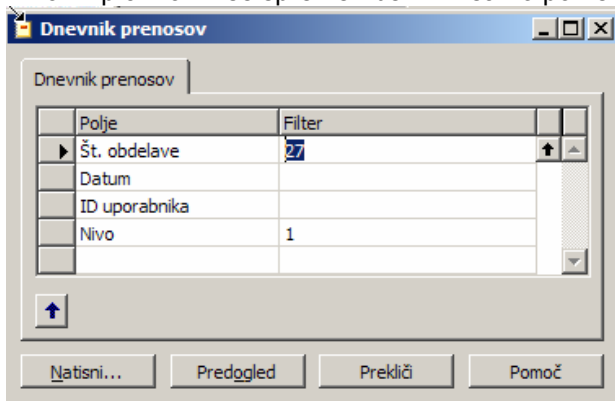 Dnevnik prenosov
Dnevnik prenosov
Polje Filter
Št. obdelave 27
Datum
ID uporabnika
Nivo 1
Natisni... Predogled Prekliči Pomoč